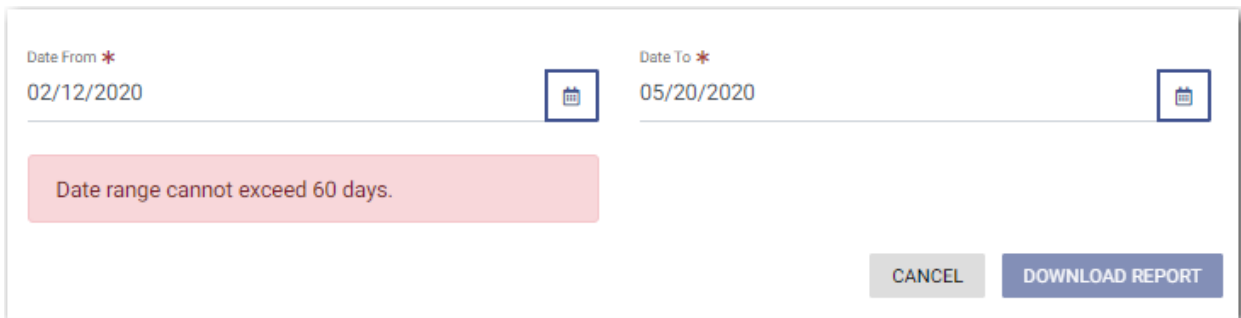 Date From *
Date To *
02/12/2020
05/20/2020
Date range cannot exceed 60 days.
CANCEL
DOWNLOAD REPORT